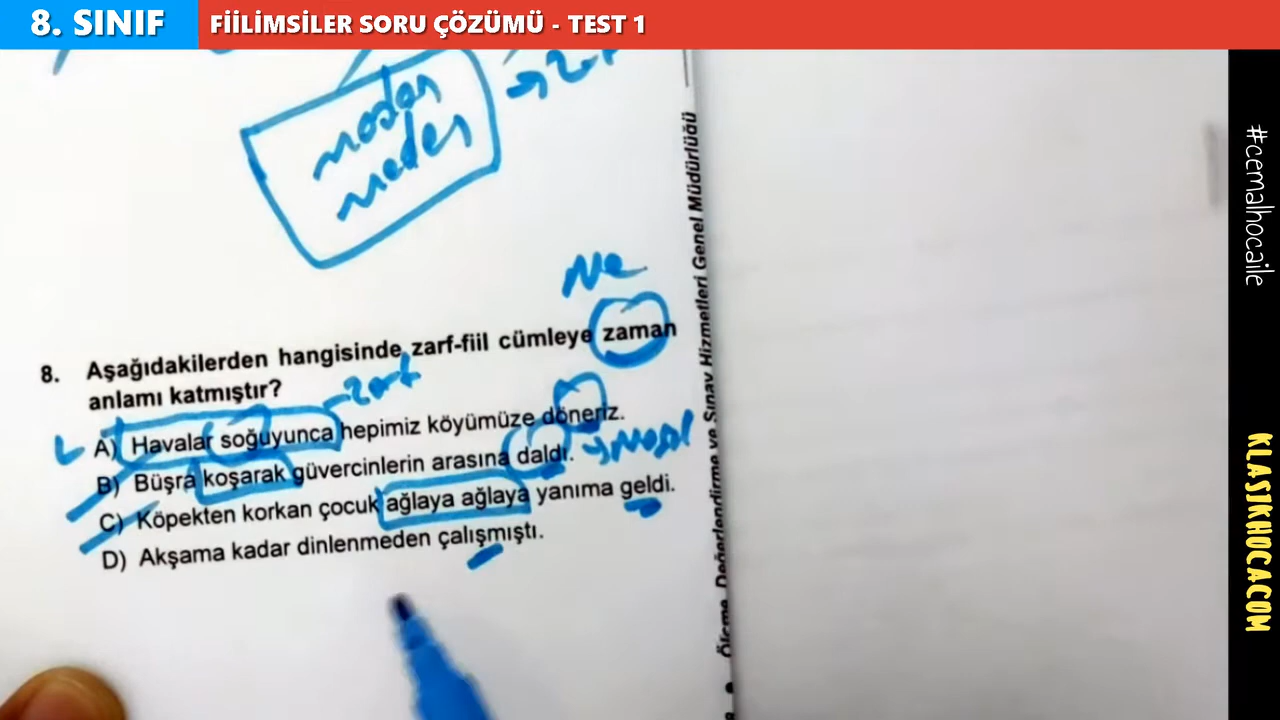 8. SINIF
FİİLİMSİLER SORU ÇÖZÜMÜ - TEST 1
neden
Ne
8. Aşağıdakilerden hangisinde zarf-fiil cümleye zaman
anlamı katmıştır?
zarf
A) Havalar soğuyunca hepimiz köyümüze döneriz.
B) Büşra koşarak güvercinlerin arasına daldı.
C) Köpekten korkan çocuk ağlaya ağlaya yanıma geldi.
D) Akşama kadar dinlenmeden çalışmıştı.
Ölçme, Değerlendirme ve Sınav Hizmetleri Genel Müdürlüğü
#cemalhocaile
KLASIKHOCA.COM